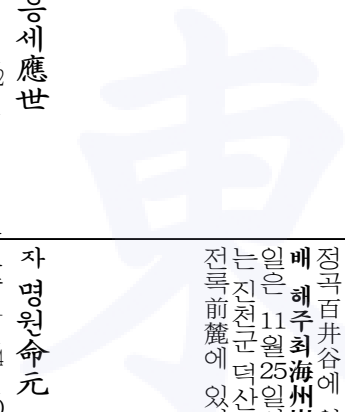 응세應世
정곡百井谷에
배 해주최海州
일은 11월25일
는 진천군 덕산
전록前麓에 있
자 명원命元
東